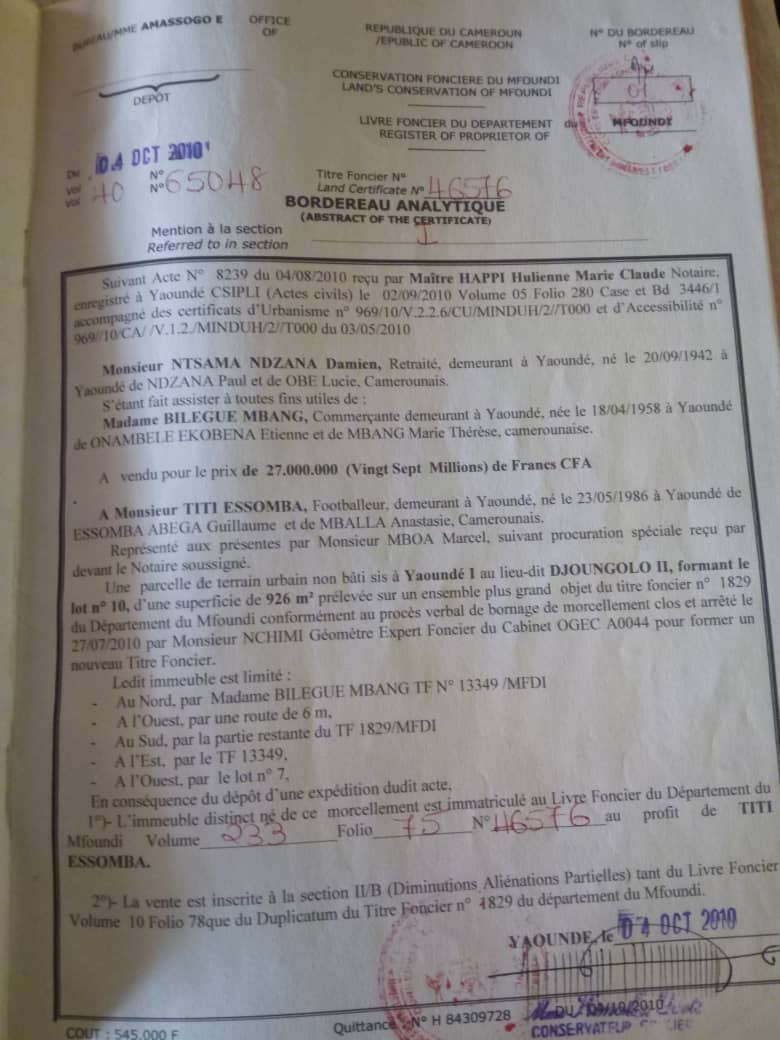 BUREAU/MME AMASSOGO E OFFICE OF
REPUBLIQUE DU CAMEROUN
/EPUBLIC OF CAMEROON
N° DU BORDEREAU
N° of slip
DEPÔT
CONSERVATION FONCIERE DU MFOUNDI
LAND'S CONSERVATION OF MFOUNDI
01
LIVRE FONCIER DU DEPARTEMENT du MFOUNDI
REGISTER OF PROPRIETOR OF
Du 04 OCT 2010
Vol 40 N° 65048
Vol N°
Titre Foncier N°
Land Certificate N° 46576
BORDEREAU ANALYTIQUE
(ABSTRACT OF THE CERTIFICATE)
Mention à la section
Referred to in section I
Suivant Acte N° 8239 du 04/08/2010 reçu par Maître HAPPI Hulienne Marie Claude Notaire,
enregistré à Yaoundé CSIPLI (Actes civils) le 02/09/2010 Volume 05 Folio 280 Case et Bd 3446/1
accompagné des certificats d'Urbanisme n° 969/10/V.2.2.6/CU/MINDUH/2//T000 et d'Accessibilité n°
969//10/CA/ /V.1.2./MINDUH/2//T000 du 03/05/2010
Monsieur NTSAMA NDZANA Damien, Retraité, demeurant à Yaoundé, né le 20/09/1942 à
Yaoundé de NDZANA Paul et de OBE Lucie, Camerounais.
S'étant fait assister à toutes fins utiles de :
Madame BILEGUE MBANG, Commerçante demeurant à Yaoundé, née le 18/04/1958 à Yaoundé
de ONAMBELE EKOBENA Etienne et de MBANG Marie Thérèse, camerounaise.
A vendu pour le prix de 27.000.000 (Vingt Sept Millions) de Francs CFA
A Monsieur TITI ESSOMBA, Footballeur, demeurant à Yaoundé, né le 23/05/1986 à Yaoundé de
ESSOMBA ABEGA Guillaume et de MBALLA Anastasie, Camerounais.
Représenté aux présentes par Monsieur MBOA Marcel, suivant procuration spéciale reçu par
devant le Notaire soussigné.
Une parcelle de terrain urbain non bâti sis à Yaoundé I au lieu-dit DJOUNGOLO II, formant le
lot n° 10, d'une superficie de 926 m² prélevée sur un ensemble plus grand objet du titre foncier n° 1829
du Département du Mfoundi conformément au procès verbal de bornage de morcellement clos et arrêté le
27/07/2010 par Monsieur NCHIMI Géomètre Expert Foncier du Cabinet OGEC A0044 pour former un
nouveau Titre Foncier.
Ledit immeuble est limité :
- Au Nord, par Madame BILEGUE MBANG TF N° 13349 /MFDI
- A l'Ouest, par une route de 6 m,
- Au Sud, par la partie restante du TF 1829/MFDI
- A l'Est, par le TF 13349,
- A l'Ouest, par le lot n° 7,
En conséquence du dépôt d'une expédition dudit acte,
1°)- L'immeuble distinct né de ce morcellement est immatriculé au Livre Foncier du Département du
Mfoundi Volume 233 Folio 75 N° 46576 au profit de TITI
ESSOMBA.
2°)- La vente est inscrite à la section II/B (Diminutions Aliénations Partielles) tant du Livre Foncier
Volume 10 Folio 78que du Duplicatum du Titre Foncier n° 1829 du département du Mfoundi.
YAOUNDE, le 04 OCT 2010
COUT : 545.000 F
Quittance : N° H 84309728 DU
CONSERVATEUR